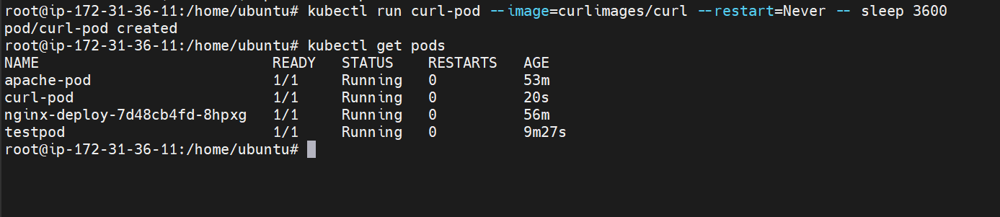 root@ip-172-31-36-11:/home/ubuntu# kubectl run curl-pod --image=curlimages/curl --restart=Never -- sleep 3600
pod/curl-pod created
root@ip-172-31-36-11:/home/ubuntu# kubectl get pods
NAME                           READY   STATUS    RESTARTS   AGE
apache-pod                     1/1     Running   0          53m
curl-pod                       1/1     Running   0          20s
nginx-deploy-7d48cb4fd-8hpxg   1/1     Running   0          56m
testpod                        1/1     Running   0          9m27s
root@ip-172-31-36-11:/home/ubuntu#